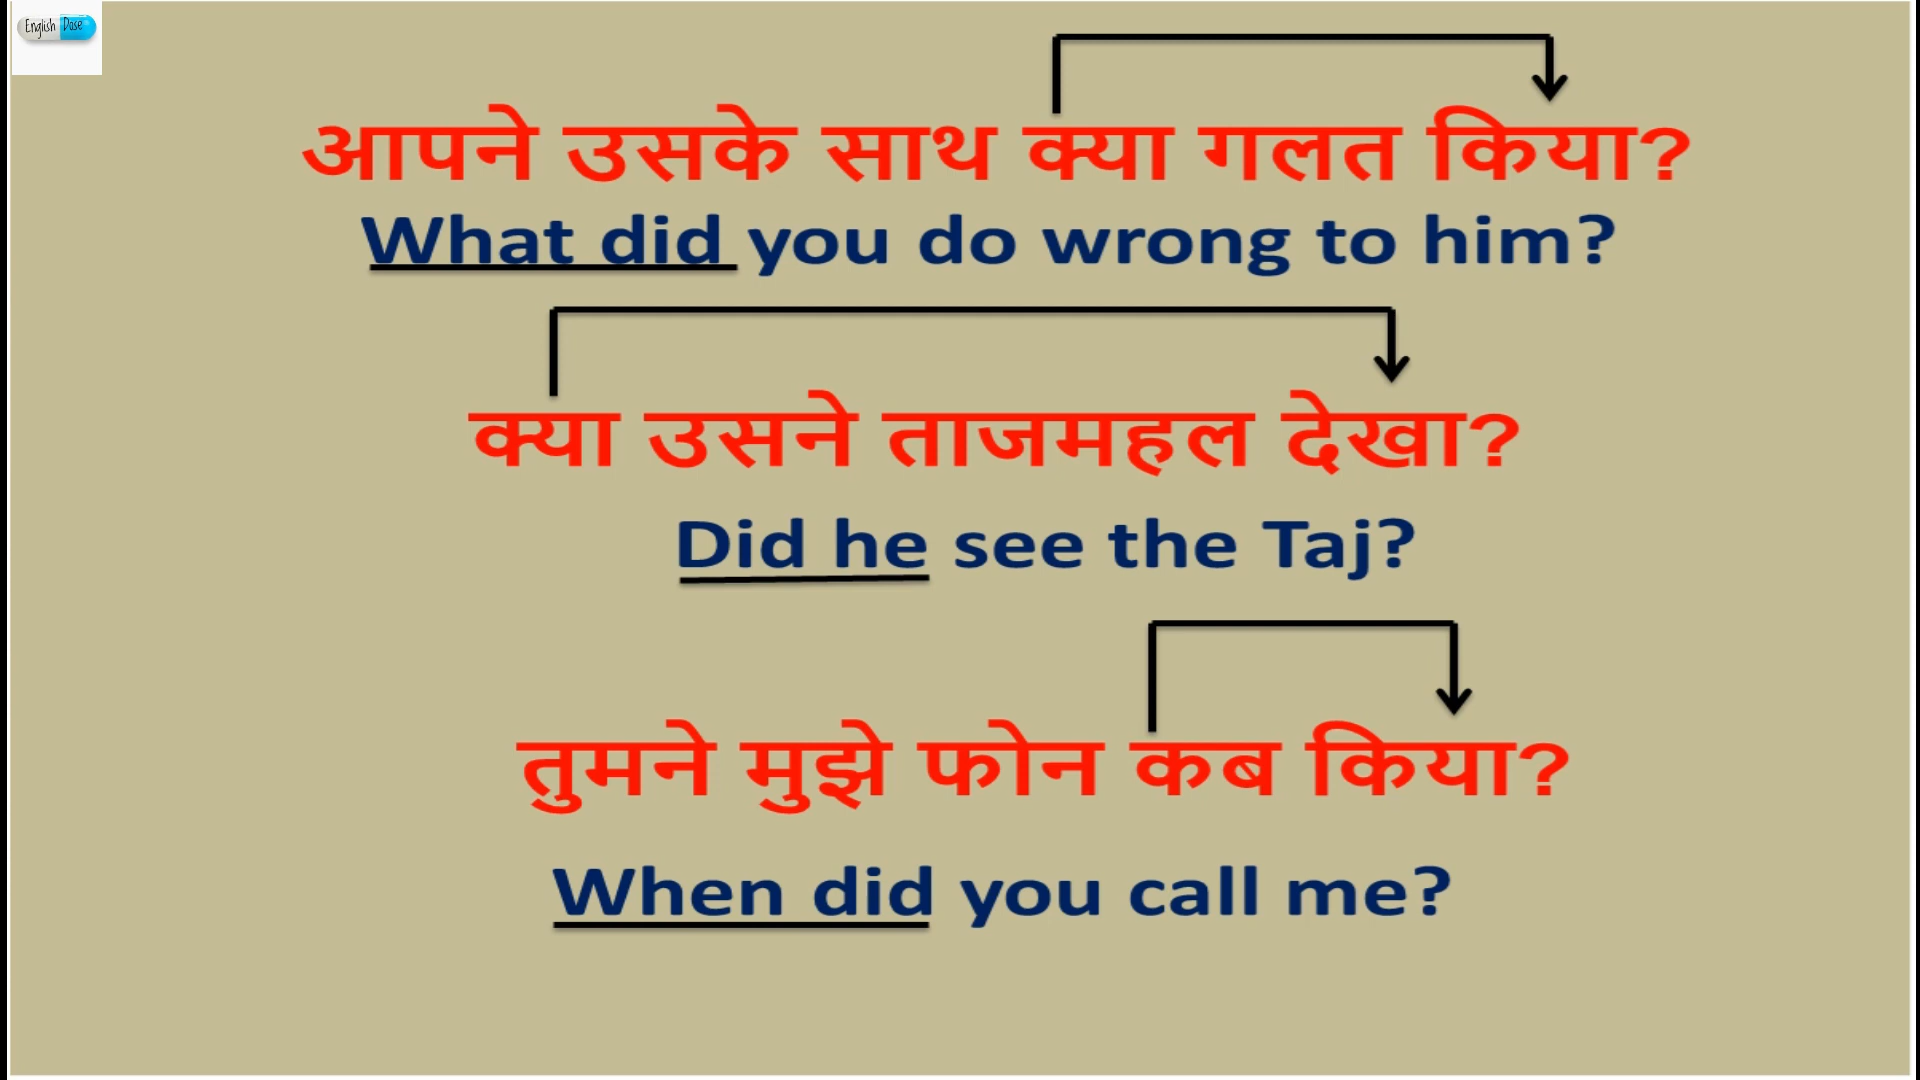 English Dose
आपने उसके साथ क्या गलत किया?
What did you do wrong to him?
क्या उसने ताजमहल देखा?
Did he see the Taj?
तुमने मुझे फोन कब किया?
When did you call me?